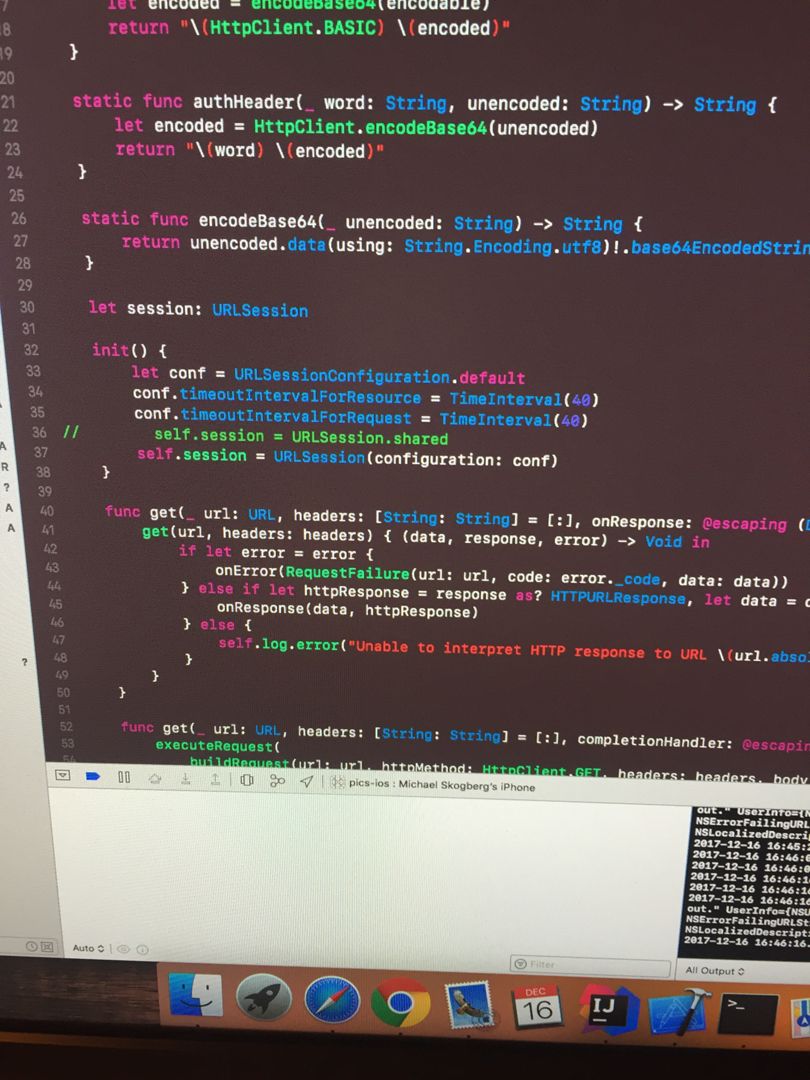 17 let encoded = encodeBase64(encodable)
18 return "\(HttpClient.BASIC) \(encoded)"
19 }
20
21 static func authHeader(_ word: String, unencoded: String) -> String {
22 let encoded = HttpClient.encodeBase64(unencoded)
23 return "\(word) \(encoded)"
24 }
25
26 static func encodeBase64(_ unencoded: String) -> String {
27 return unencoded.data(using: String.Encoding.utf8)!.base64EncodedStrin
28 }
29
30 let session: URLSession
31
32 init() {
33 let conf = URLSessionConfiguration.default
34 conf.timeoutIntervalForResource = TimeInterval(40)
35 conf.timeoutIntervalForRequest = TimeInterval(40)
36 // self.session = URLSession.shared
37 self.session = URLSession(configuration: conf)
38 }
39
40 func get(_ url: URL, headers: [String: String] = [:], onResponse: @escaping (
41 get(url, headers: headers) { (data, response, error) -> Void in
42 if let error = error {
43 onError(RequestFailure(url: url, code: error._code, data: data))
44 } else if let httpResponse = response as? HTTPURLResponse, let data = d
45 onResponse(data, httpResponse)
46 } else {
47 self.log.error("Unable to interpret HTTP response to URL \(url.absol
48 }
49 }
50 }
51
52 func get(_ url: URL, headers: [String: String] = [:], completionHandler: @escapin
53 executeRequest(
54 buildRequest(url: url, httpMethod: HttpClient.GET, headers: headers, body
A
R
?
A
A
?
pics-ios : Michael Skogberg's iPhone
out." UserInfo={NS
NSErrorFailingURL
NSLocalizedDescrip
2017-12-16 16:45:2
2017-12-16 16:46:0
2017-12-16 16:46:0
2017-12-16 16:46:1
2017-12-16 16:46:16
2017-12-16 16:46:16
out." UserInfo={NSU
NSErrorFailingURLSt
NSLocalizedDescript
2017-12-16 16:46:16.
Auto
Filter
All Output
DEC
16
IJ
>_